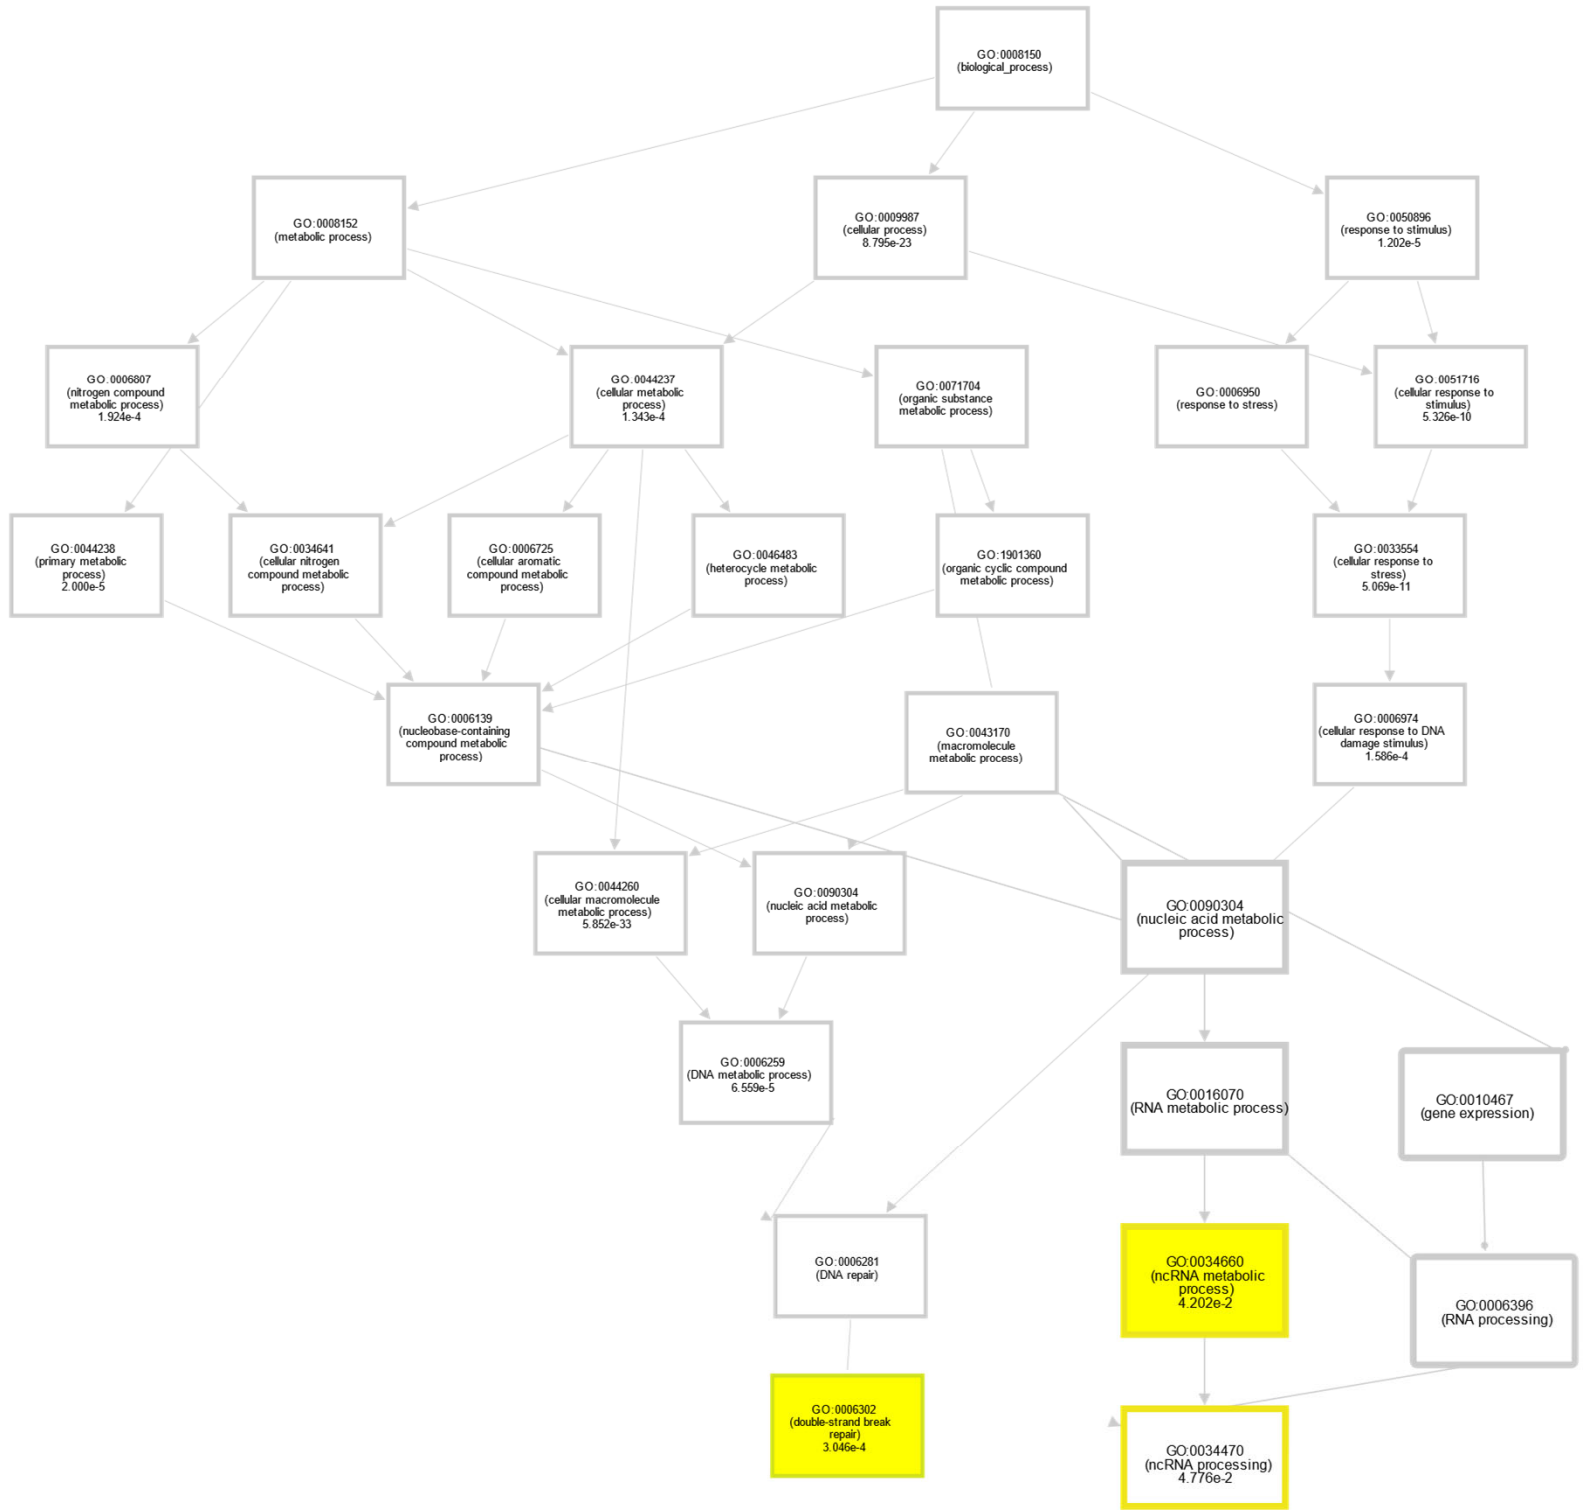 GO:0008150
(biological_process)
GO:0008152
(metabolic process)
GO:0009987
(cellular process)
8.795e-23
GO:0050896
(response to stimulus)
1.202e-5
GO:0006807
(nitrogen compound
metabolic process)
1.924e-4
GO:0044237
(cellular metabolic
process)
1.343e-4
GO:0071704
(organic substance
metabolic process)
GO:0006950
(response to stress)
GO:0051716
(cellular response to
stimulus)
5.326e-10
GO:0044238
(primary metabolic
process)
2.000e-5
GO:0034641
(cellular nitrogen
compound metabolic
process)
GO:0006725
(cellular aromatic
compound metabolic
process)
GO:0046483
(heterocycle metabolic
process)
GO:1901360
(organic cyclic compound
metabolic process)
GO:0033554
(cellular response to
stress)
5.069e-11
GO:0006139
(nucleobase-containing
compound metabolic
process)
GO:0043170
(macromolecule
metabolic process)
GO:0006974
(cellular response to DNA
damage stimulus)
1.586e-4
GO:0044260
(cellular macromolecule
metabolic process)
5.852e-33
GO:0090304
(nucleic acid metabolic
process)
GO:0090304
(nucleic acid metabolic
process)
GO:0006259
(DNA metabolic process)
6.559e-5
GO:0016070
(RNA metabolic process)
GO:0010467
(gene expression)
GO:0006281
(DNA repair)
GO:0034660
(ncRNA metabolic
process)
4.202e-2
GO:0006396
(RNA processing)
GO:0006302
(double-strand break
repair)
3.046e-4
GO:0034470
(ncRNA processing)
4.776e-2